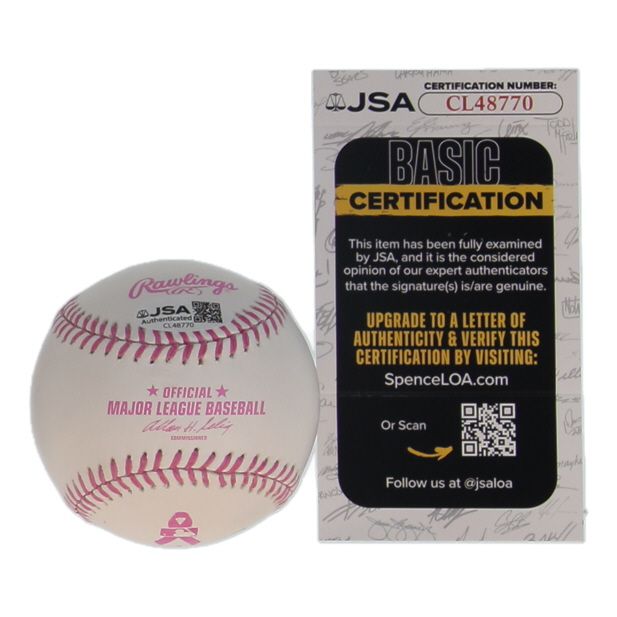 Rawlings
JSA
Authenticated
CL48770
★ OFFICIAL ★
MAJOR LEAGUE BASEBALL
Allan H. Selig
COMMISSIONER
JSA
CERTIFICATION NUMBER:
CL48770
BASIC
CERTIFICATION
This item has been fully examined
by JSA, and it is the considered
opinion of our expert authenticators
that the signature(s) is/are genuine.
UPGRADE TO A LETTER OF
AUTHENTICITY & VERIFY THIS
CERTIFICATION BY VISITING:
SpenceLOA.com
Or Scan
Follow us at @jsaloa